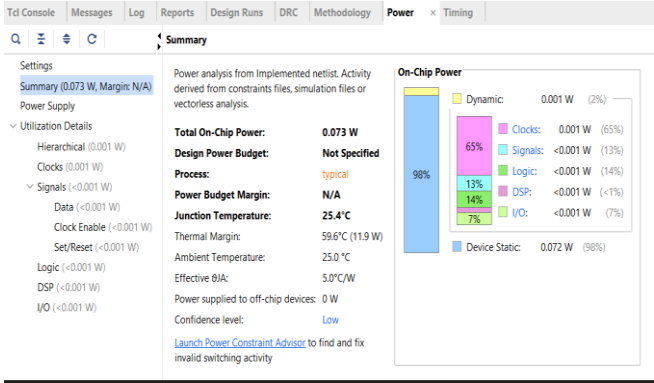 Tcl Console Messages Log Reports Design Runs DRC Methodology Power × Timing
Summary
Settings
Summary (0.073 W, Margin: N/A)
Power Supply
Utilization Details
Hierarchical (0.001 W)
Clocks (0.001 W)
Signals (<0.001 W)
Data (<0.001 W)
Clock Enable (<0.001 W)
Set/Reset (<0.001 W)
Logic (<0.001 W)
DSP (<0.001 W)
I/O (<0.001 W)
Power analysis from Implemented netlist. Activity
derived from constraints files, simulation files or
vectorless analysis.
Total On-Chip Power: 0.073 W
Design Power Budget: Not Specified
Process: typical
Power Budget Margin: N/A
Junction Temperature: 25.4°C
Thermal Margin: 59.6°C (11.9 W)
Ambient Temperature: 25.0 °C
Effective θJA: 5.0°C/W
Power supplied to off-chip devices: 0 W
Confidence level: Low
Launch Power Constraint Advisor to find and fix
invalid switching activity
On-Chip Power
98%
Dynamic: 0.001 W (2%)
65%
13%
14%
7%
Clocks: 0.001 W (65%)
Signals: <0.001 W (13%)
Logic: <0.001 W (14%)
DSP: <0.001 W (<1%)
I/O: <0.001 W (7%)
Device Static: 0.072 W (98%)